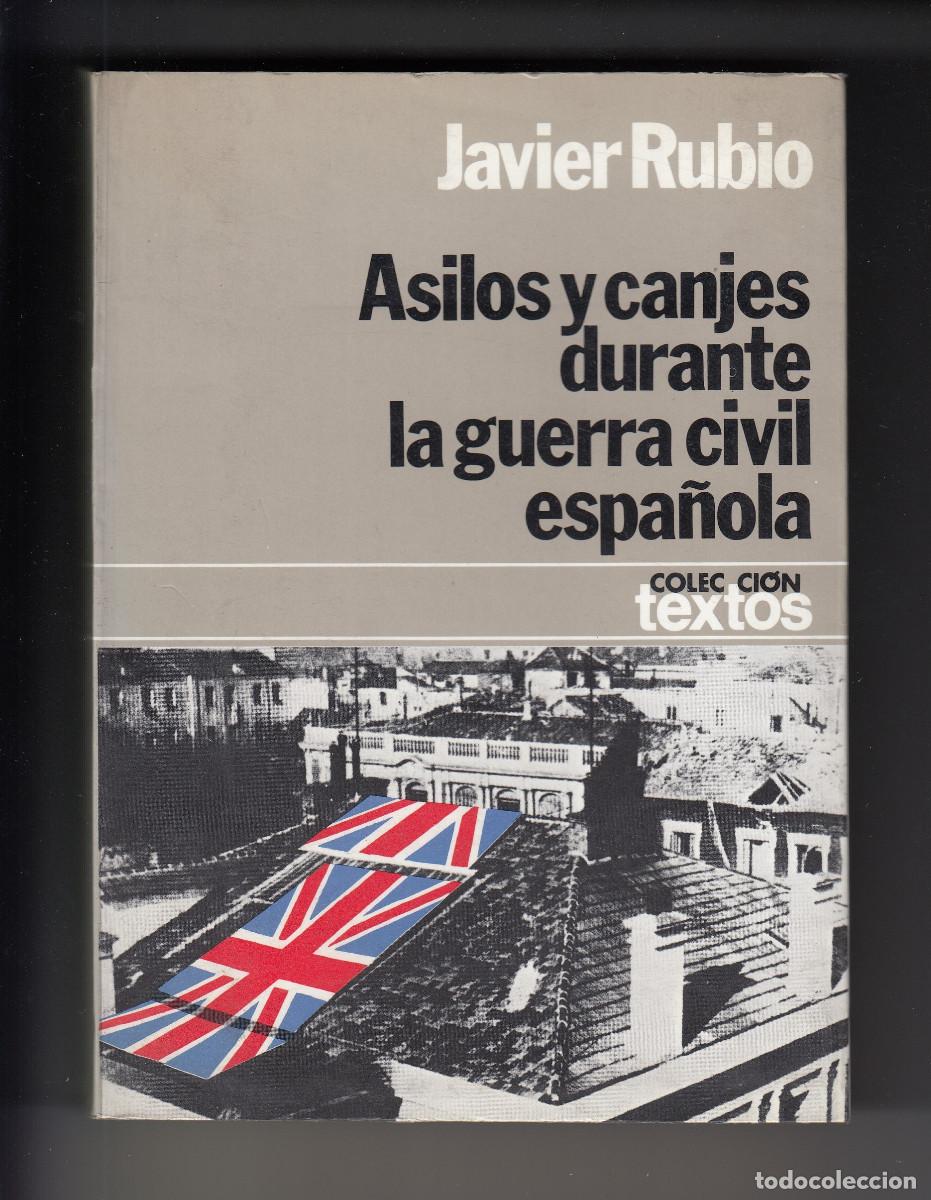 Javier Rubio
Asilos y canjes
durante
la guerra civil
española
COLEC CIÓN
textos
todocoleccion